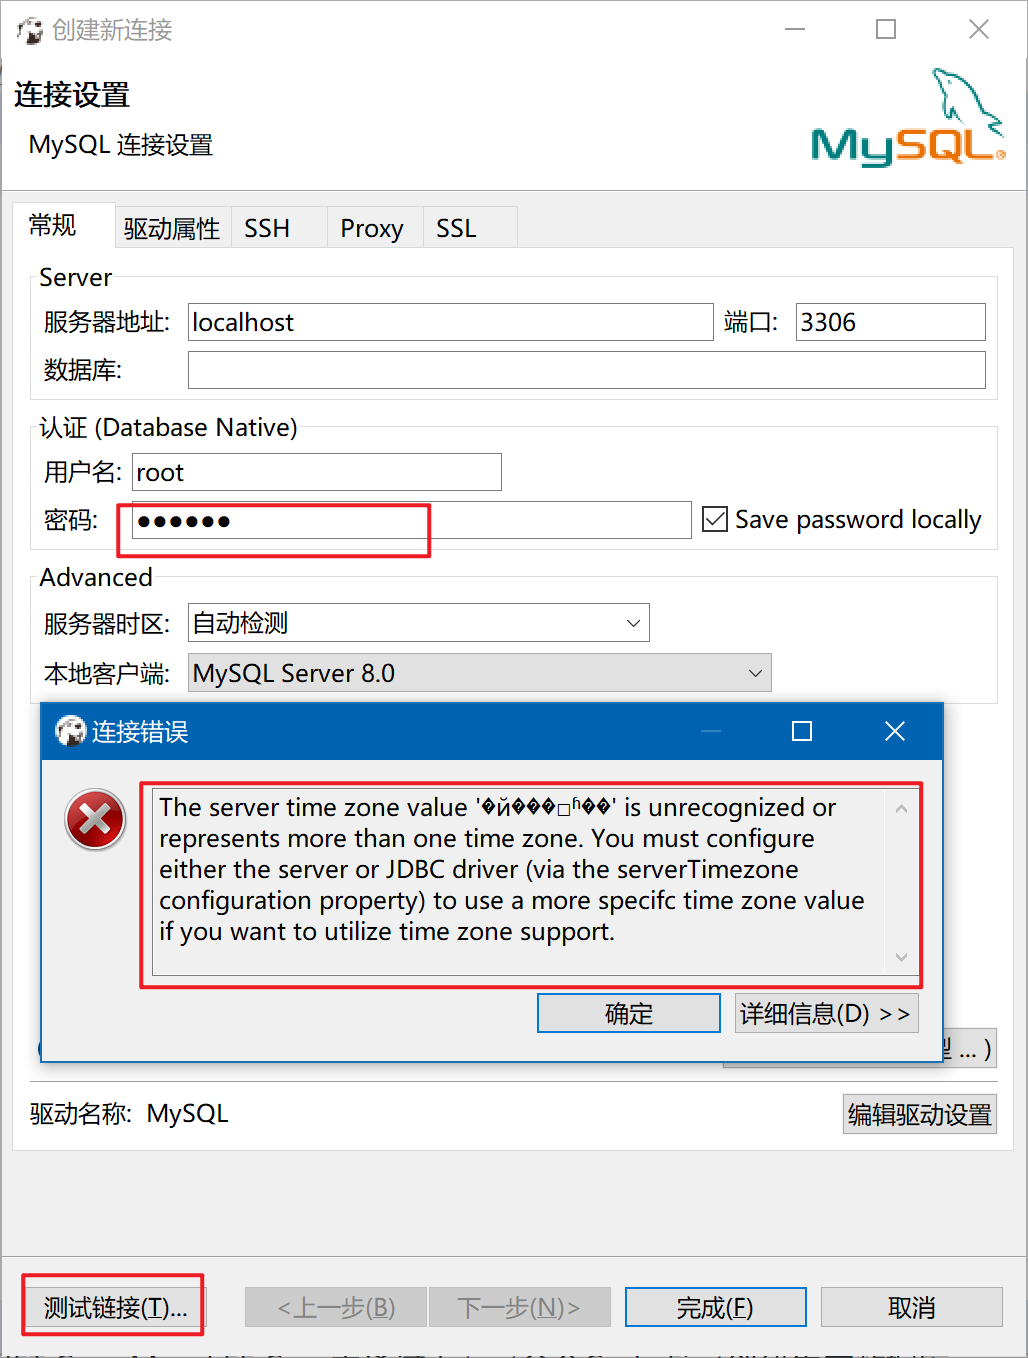 创建新连接
连接设置
MySQL 连接设置
MySQL
常规 驱动属性 SSH Proxy SSL
Server
服务器地址: localhost 端口: 3306
数据库:
认证 (Database Native)
用户名: root
密码: ●●●●●● Save password locally
Advanced
服务器时区: 自动检测
本地客户端: MySQL Server 8.0
连接错误
The server time zone value '�й���□ʱ��' is unrecognized or
represents more than one time zone. You must configure
either the server or JDBC driver (via the serverTimezone
configuration property) to use a more specifc time zone value
if you want to utilize time zone support.
确定 详细信息(D) >>
... )
驱动名称: MySQL 编辑驱动设置
测试链接(T)... <上一步(B) 下一步(N)> 完成(F) 取消